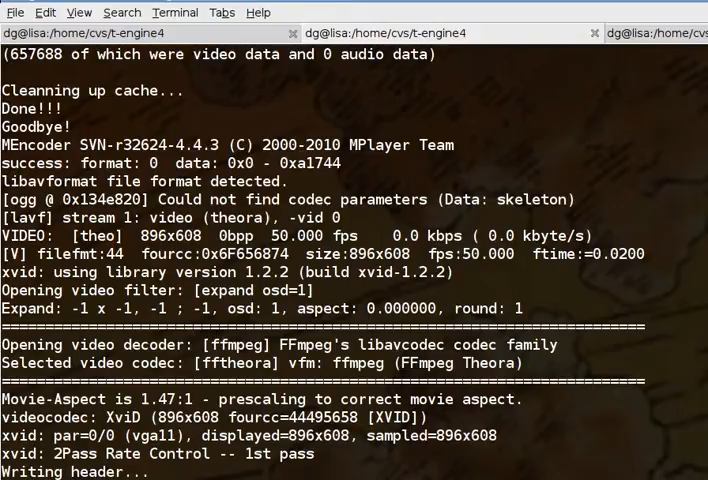 File Edit View Search Terminal Tabs Help
dg@lisa:/home/cvs/t-engine4 dg@lisa:/home/cvs/t-engine4 dg@lisa:/home/cvs
(657688 of which were video data and 0 audio data)
Cleanning up cache...
Done!!!
Goodbye!
MEncoder SVN-r32624-4.4.3 (C) 2000-2010 MPlayer Team
success: format: 0  data: 0x0 - 0xa1744
libavformat file format detected.
[ogg @ 0x134e820] Could not find codec parameters (Data: skeleton)
[lavf] stream 1: video (theora), -vid 0
VIDEO:  [theo]  896x608  0bpp  50.000 fps    0.0 kbps ( 0.0 kbyte/s)
[V] filefmt:44  fourcc:0x6F656874  size:896x608  fps:50.000  ftime:=0.0200
xvid: using library version 1.2.2 (build xvid-1.2.2)
Opening video filter: [expand osd=1]
Expand: -1 x -1, -1 ; -1, osd: 1, aspect: 0.000000, round: 1
==========================================================================
Opening video decoder: [ffmpeg] FFmpeg's libavcodec codec family
Selected video codec: [fftheora] vfm: ffmpeg (FFmpeg Theora)
==========================================================================
Movie-Aspect is 1.47:1 - prescaling to correct movie aspect.
videocodec: XviD (896x608 fourcc=44495658 [XVID])
xvid: par=0/0 (vga11), displayed=896x608, sampled=896x608
xvid: 2Pass Rate Control -- 1st pass
Writing header...